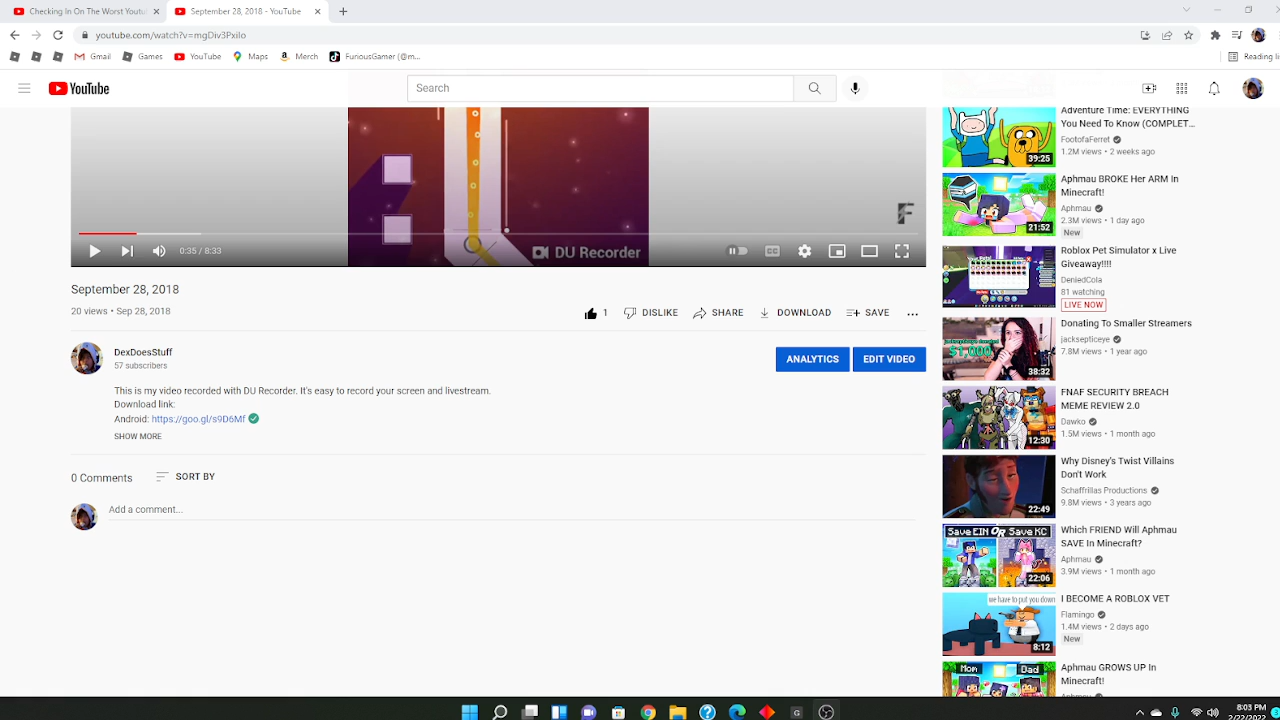 Checking In On The Worst Youtu
September 28, 2018 - YouTube
youtube.com/watch?v=mgDiv3Pxilo
Gmail
Games
YouTube
Maps
Merch
FuriousGamer (@m...
Reading li
YouTube
Search
DU Recorder
0:35 / 8:33
September 28, 2018
20 views • Sep 28, 2018
1
DISLIKE
SHARE
DOWNLOAD
SAVE
DexDoesStuff
57 subscribers
ANALYTICS
EDIT VIDEO
This is my video recorded with DU Recorder. It's easy to record your screen and livestream.
Download link:
Android: https://goo.gl/s9D6Mf
SHOW MORE
0 Comments
SORT BY
Add a comment...
Adventure Time: EVERYTHING
You Need To Know (COMPLET...
FootofaFerret
1.2M views • 2 weeks ago
39:25
Aphmau BROKE Her ARM In
Minecraft!
Aphmau
2.3M views • 1 day ago
New
21:52
Roblox Pet Simulator x Live
Giveaway!!!!
DeniedCola
81 watching
LIVE NOW
Donating To Smaller Streamers
jacksepticeye
7.8M views • 1 year ago
$1,000
38:32
FNAF SECURITY BREACH
MEME REVIEW 2.0
Dawko
1.5M views • 1 month ago
12:30
Why Disney's Twist Villains
Don't Work
Schaffrillas Productions
9.8M views • 3 years ago
22:49
Save EIN OR Save KC
Which FRIEND Will Aphmau
SAVE In Minecraft?
Aphmau
3.9M views • 1 month ago
22:06
we have to put you down
I BECOME A ROBLOX VET
Flamingo
1.4M views • 2 days ago
New
8:12
Mom
Dad
Aphmau GROWS UP In
Minecraft!
Aphmau
8:03 PM